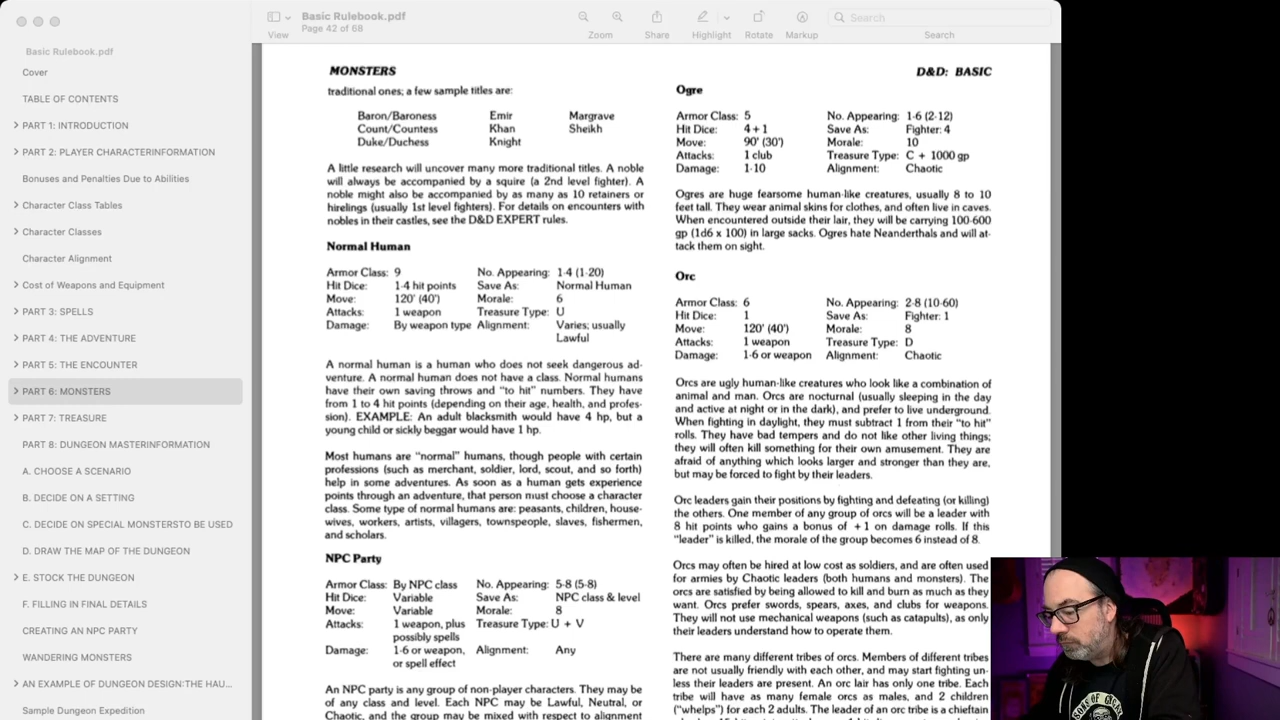 Basic Rulebook.pdf
Page 42 of 68
View
Zoom
Share
Highlight
Rotate
Markup
Search
Search
Basic Rulebook.pdf
Cover
TABLE OF CONTENTS
PART 1: INTRODUCTION
PART 2: PLAYER CHARACTERINFORMATION
Bonuses and Penalties Due to Abilities
Character Class Tables
Character Classes
Character Alignment
Cost of Weapons and Equipment
PART 3: SPELLS
PART 4: THE ADVENTURE
PART 5: THE ENCOUNTER
PART 6: MONSTERS
PART 7: TREASURE
PART 8: DUNGEON MASTERINFORMATION
A. CHOOSE A SCENARIO
B. DECIDE ON A SETTING
C. DECIDE ON SPECIAL MONSTERSTO BE USED
D. DRAW THE MAP OF THE DUNGEON
E. STOCK THE DUNGEON
F. FILLING IN FINAL DETAILS
CREATING AN NPC PARTY
WANDERING MONSTERS
AN EXAMPLE OF DUNGEON DESIGN:THE HAU...
Sample Dungeon Expedition
MONSTERS
D&D: BASIC
traditional ones; a few sample titles are:
Baron/Baroness Emir Margrave
Count/Countess Khan Sheikh
Duke/Duchess Knight
A little research will uncover many more traditional titles. A noble
will always be accompanied by a squire (a 2nd level fighter). A
noble might also be accompanied by as many as 10 retainers or
hirelings (usually 1st level fighters). For details on encounters with
nobles in their castles, see the D&D EXPERT rules.
Normal Human
Armor Class: 9 No. Appearing: 1-4 (1-20)
Hit Dice: 1-4 hit points Save As: Normal Human
Move: 120' (40') Morale: 6
Attacks: 1 weapon Treasure Type: U
Damage: By weapon type Alignment: Varies; usually
Lawful
A normal human is a human who does not seek dangerous ad-
venture. A normal human does not have a class. Normal humans
have their own saving throws and "to hit" numbers. They have
from 1 to 4 hit points (depending on their age, health, and profes-
sion). EXAMPLE: An adult blacksmith would have 4 hp, but a
young child or sickly beggar would have 1 hp.
Most humans are "normal" humans, though people with certain
professions (such as merchant, soldier, lord, scout, and so forth)
help in some adventures. As soon as a human gets experience
points through an adventure, that person must choose a character
class. Some type of normal humans are: peasants, children, house-
wives, workers, artists, villagers, townspeople, slaves, fishermen,
and scholars.
NPC Party
Armor Class: By NPC class No. Appearing: 5-8 (5-8)
Hit Dice: Variable Save As: NPC class & level
Move: Variable Morale: 8
Attacks: 1 weapon, plus Treasure Type: U + V
possibly spells
Damage: 1-6 or weapon, Alignment: Any
or spell effect
An NPC party is any group of non-player characters. They may be
of any class and level. Each NPC may be Lawful, Neutral, or
Chaotic, and the group may be mixed with respect to alignment
Ogre
Armor Class: 5 No. Appearing: 1-6 (2-12)
Hit Dice: 4 + 1 Save As: Fighter: 4
Move: 90' (30') Morale: 10
Attacks: 1 club Treasure Type: C + 1000 gp
Damage: 1-10 Alignment: Chaotic
Ogres are huge fearsome human-like creatures, usually 8 to 10
feet tall. They wear animal skins for clothes, and often live in caves.
When encountered outside their lair, they will be carrying 100-600
gp (1d6 x 100) in large sacks. Ogres hate Neanderthals and will at-
tack them on sight.
Orc
Armor Class: 6 No. Appearing: 2-8 (10-60)
Hit Dice: 1 Save As: Fighter: 1
Move: 120' (40') Morale: 8
Attacks: 1 weapon Treasure Type: D
Damage: 1-6 or weapon Alignment: Chaotic
Orcs are ugly human-like creatures who look like a combination of
animal and man. Orcs are nocturnal (usually sleeping in the day
and active at night or in the dark), and prefer to live underground.
When fighting in daylight, they must subtract 1 from their "to hit"
rolls. They have bad tempers and do not like other living things;
they will often kill something for their own amusement. They are
afraid of anything which looks larger and stronger than they are,
but may be forced to fight by their leaders.
Orc leaders gain their positions by fighting and defeating (or killing)
the others. One member of any group of orcs will be a leader with
8 hit points who gains a bonus of +1 on damage rolls. If this
"leader" is killed, the morale of the group becomes 6 instead of 8.
Orcs may often be hired at low cost as soldiers, and are often used
for armies by Chaotic leaders (both humans and monsters). The
orcs are satisfied by being allowed to kill and burn as much as they
want. Orcs prefer swords, spears, axes, and clubs for weapons.
They will not use mechanical weapons (such as catapults), as only
their leaders understand how to operate them.
There are many different tribes of orcs. Members of different tribes
are not usually friendly with each other, and may start fighting un-
less their leaders are present. An orc lair has only one tribe. Each
tribe will have as many female orcs as males, and 2 children
("whelps") for each 2 adults. The leader of an orc tribe is a chieftain
SONS OF